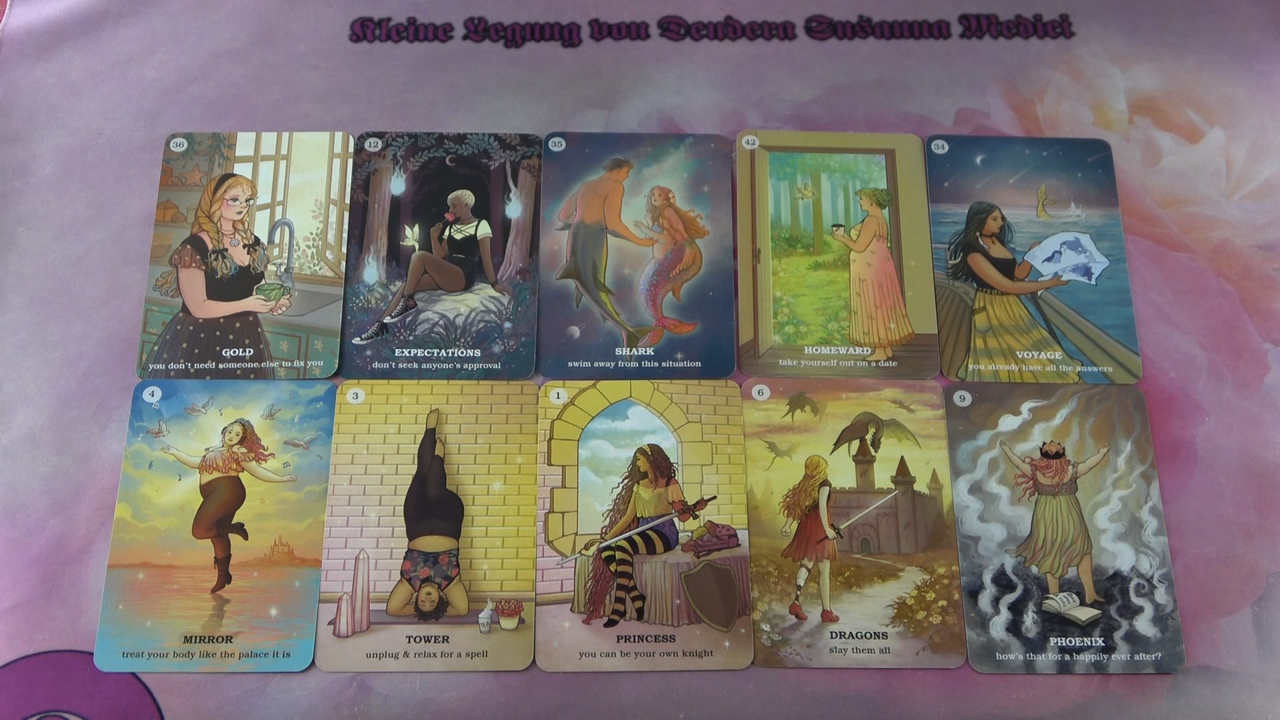 Kleine Legung von Dendera Susanna Medici
36
GOLD
you don't need someone else to fix you
12
EXPECTATIONS
don't seek anyone's approval
35
SHARK
swim away from this situation
42
HOMEWARD
take yourself out on a date
34
VOYAGE
you already have all the answers
4
MIRROR
treat your body like the palace it is
3
TOWER
unplug & relax for a spell
1
PRINCESS
you can be your own knight
6
DRAGONS
slay them all
9
PHOENIX
how's that for a happily ever after?